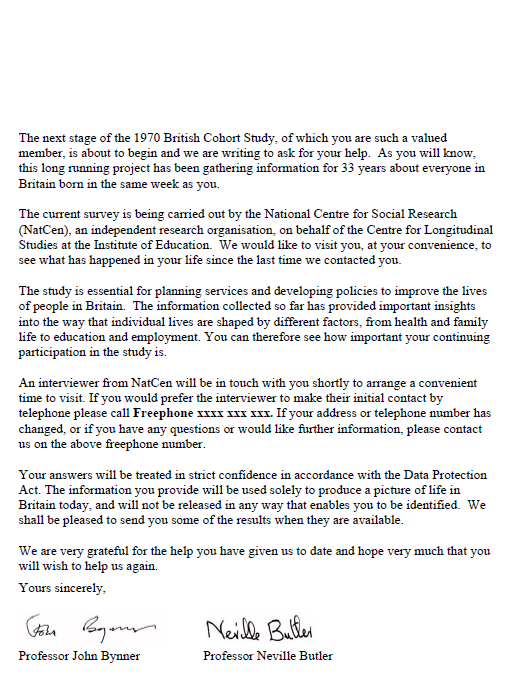 The next stage of the 1970 British Cohort Study, of which you are such a valued
member, is about to begin and we are writing to ask for your help.  As you will know,
this long running project has been gathering information for 33 years about everyone in
Britain born in the same week as you.
The current survey is being carried out by the National Centre for Social Research
(NatCen), an independent research organisation, on behalf of the Centre for Longitudinal
Studies at the Institute of Education.  We would like to visit you, at your convenience, to
see what has happened in your life since the last time we contacted you.
The study is essential for planning services and developing policies to improve the lives
of people in Britain.  The information collected so far has provided important insights
into the way that individual lives are shaped by different factors, from health and family
life to education and employment. You can therefore see how important your continuing
participation in the study is.
An interviewer from NatCen will be in touch with you shortly to arrange a convenient
time to visit. If you would prefer the interviewer to make their initial contact by
telephone please call Freephone xxxx xxx xxx. If your address or telephone number has
changed, or if you have any questions or would like further information, please contact
us on the above freephone number.
Your answers will be treated in strict confidence in accordance with the Data Protection
Act. The information you provide will be used solely to produce a picture of life in
Britain today, and will not be released in any way that enables you to be identified.  We
shall be pleased to send you some of the results when they are available.
We are very grateful for the help you have given us to date and hope very much that you
will wish to help us again.
Yours sincerely,
John Bynner Neville Butler
Professor John Bynner Professor Neville Butler